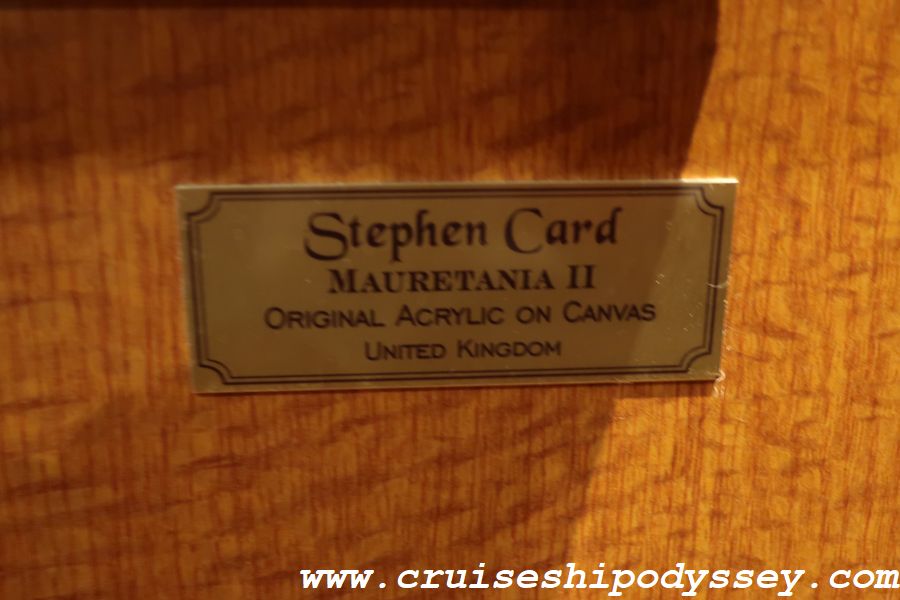 Stephen Card
MAURETANIA II
ORIGINAL ACRYLIC ON CANVAS
UNITED KINGDOM
www.cruiseshipodyssey.com